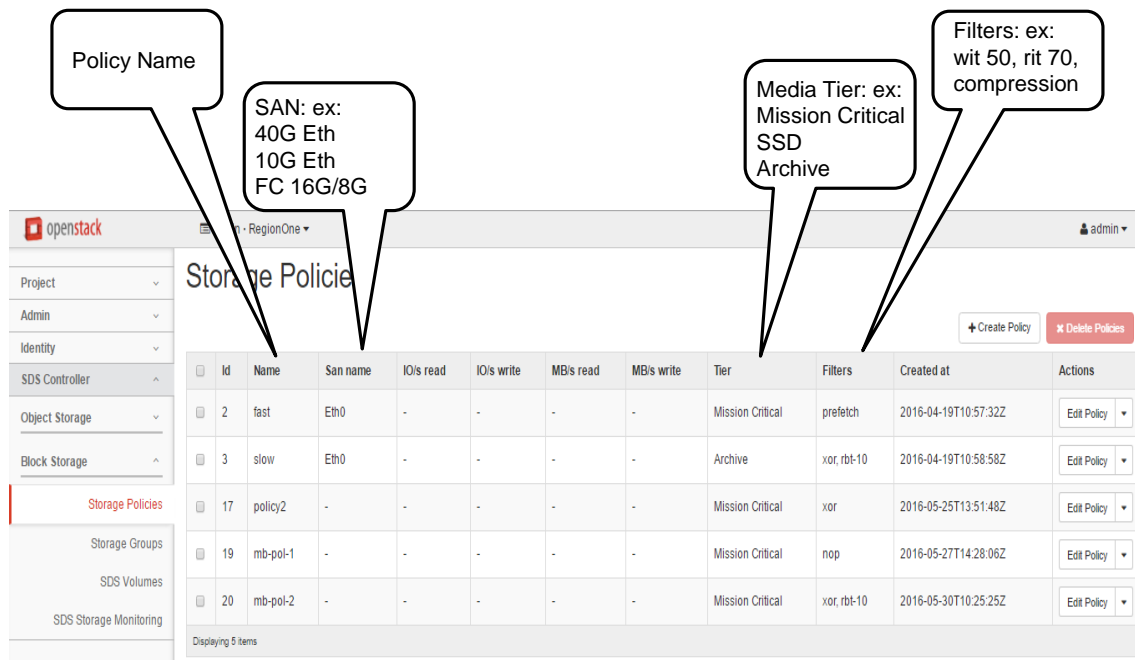 Policy Name
SAN: ex:
40G Eth
10G Eth
FC 16G/8G
Media Tier: ex:
Mission Critical
SSD
Archive
Filters: ex:
wit 50, rit 70,
compression
openstack
RegionOne
admin
Storage Policie
Project
Admin
Identity
SDS Controller
Object Storage
Block Storage
Storage Policies
Storage Groups
SDS Volumes
SDS Storage Monitoring
+ Create Policy
× Delete Policies
Id Name San name IO/s read IO/s write MB/s read MB/s write Tier Filters Created at Actions
2 fast Eth0 - - - - Mission Critical prefetch 2016-04-19T10:57:32Z Edit Policy
3 slow Eth0 - - - - Archive xor, rbt-10 2016-04-19T10:58:58Z Edit Policy
17 policy2 - - - - - Mission Critical xor 2016-05-25T13:51:48Z Edit Policy
19 mb-pol-1 - - - - - Mission Critical nop 2016-05-27T14:28:06Z Edit Policy
20 mb-pol-2 - - - - - Mission Critical xor, rbt-10 2016-05-30T10:25:25Z Edit Policy
Displaying 5 items